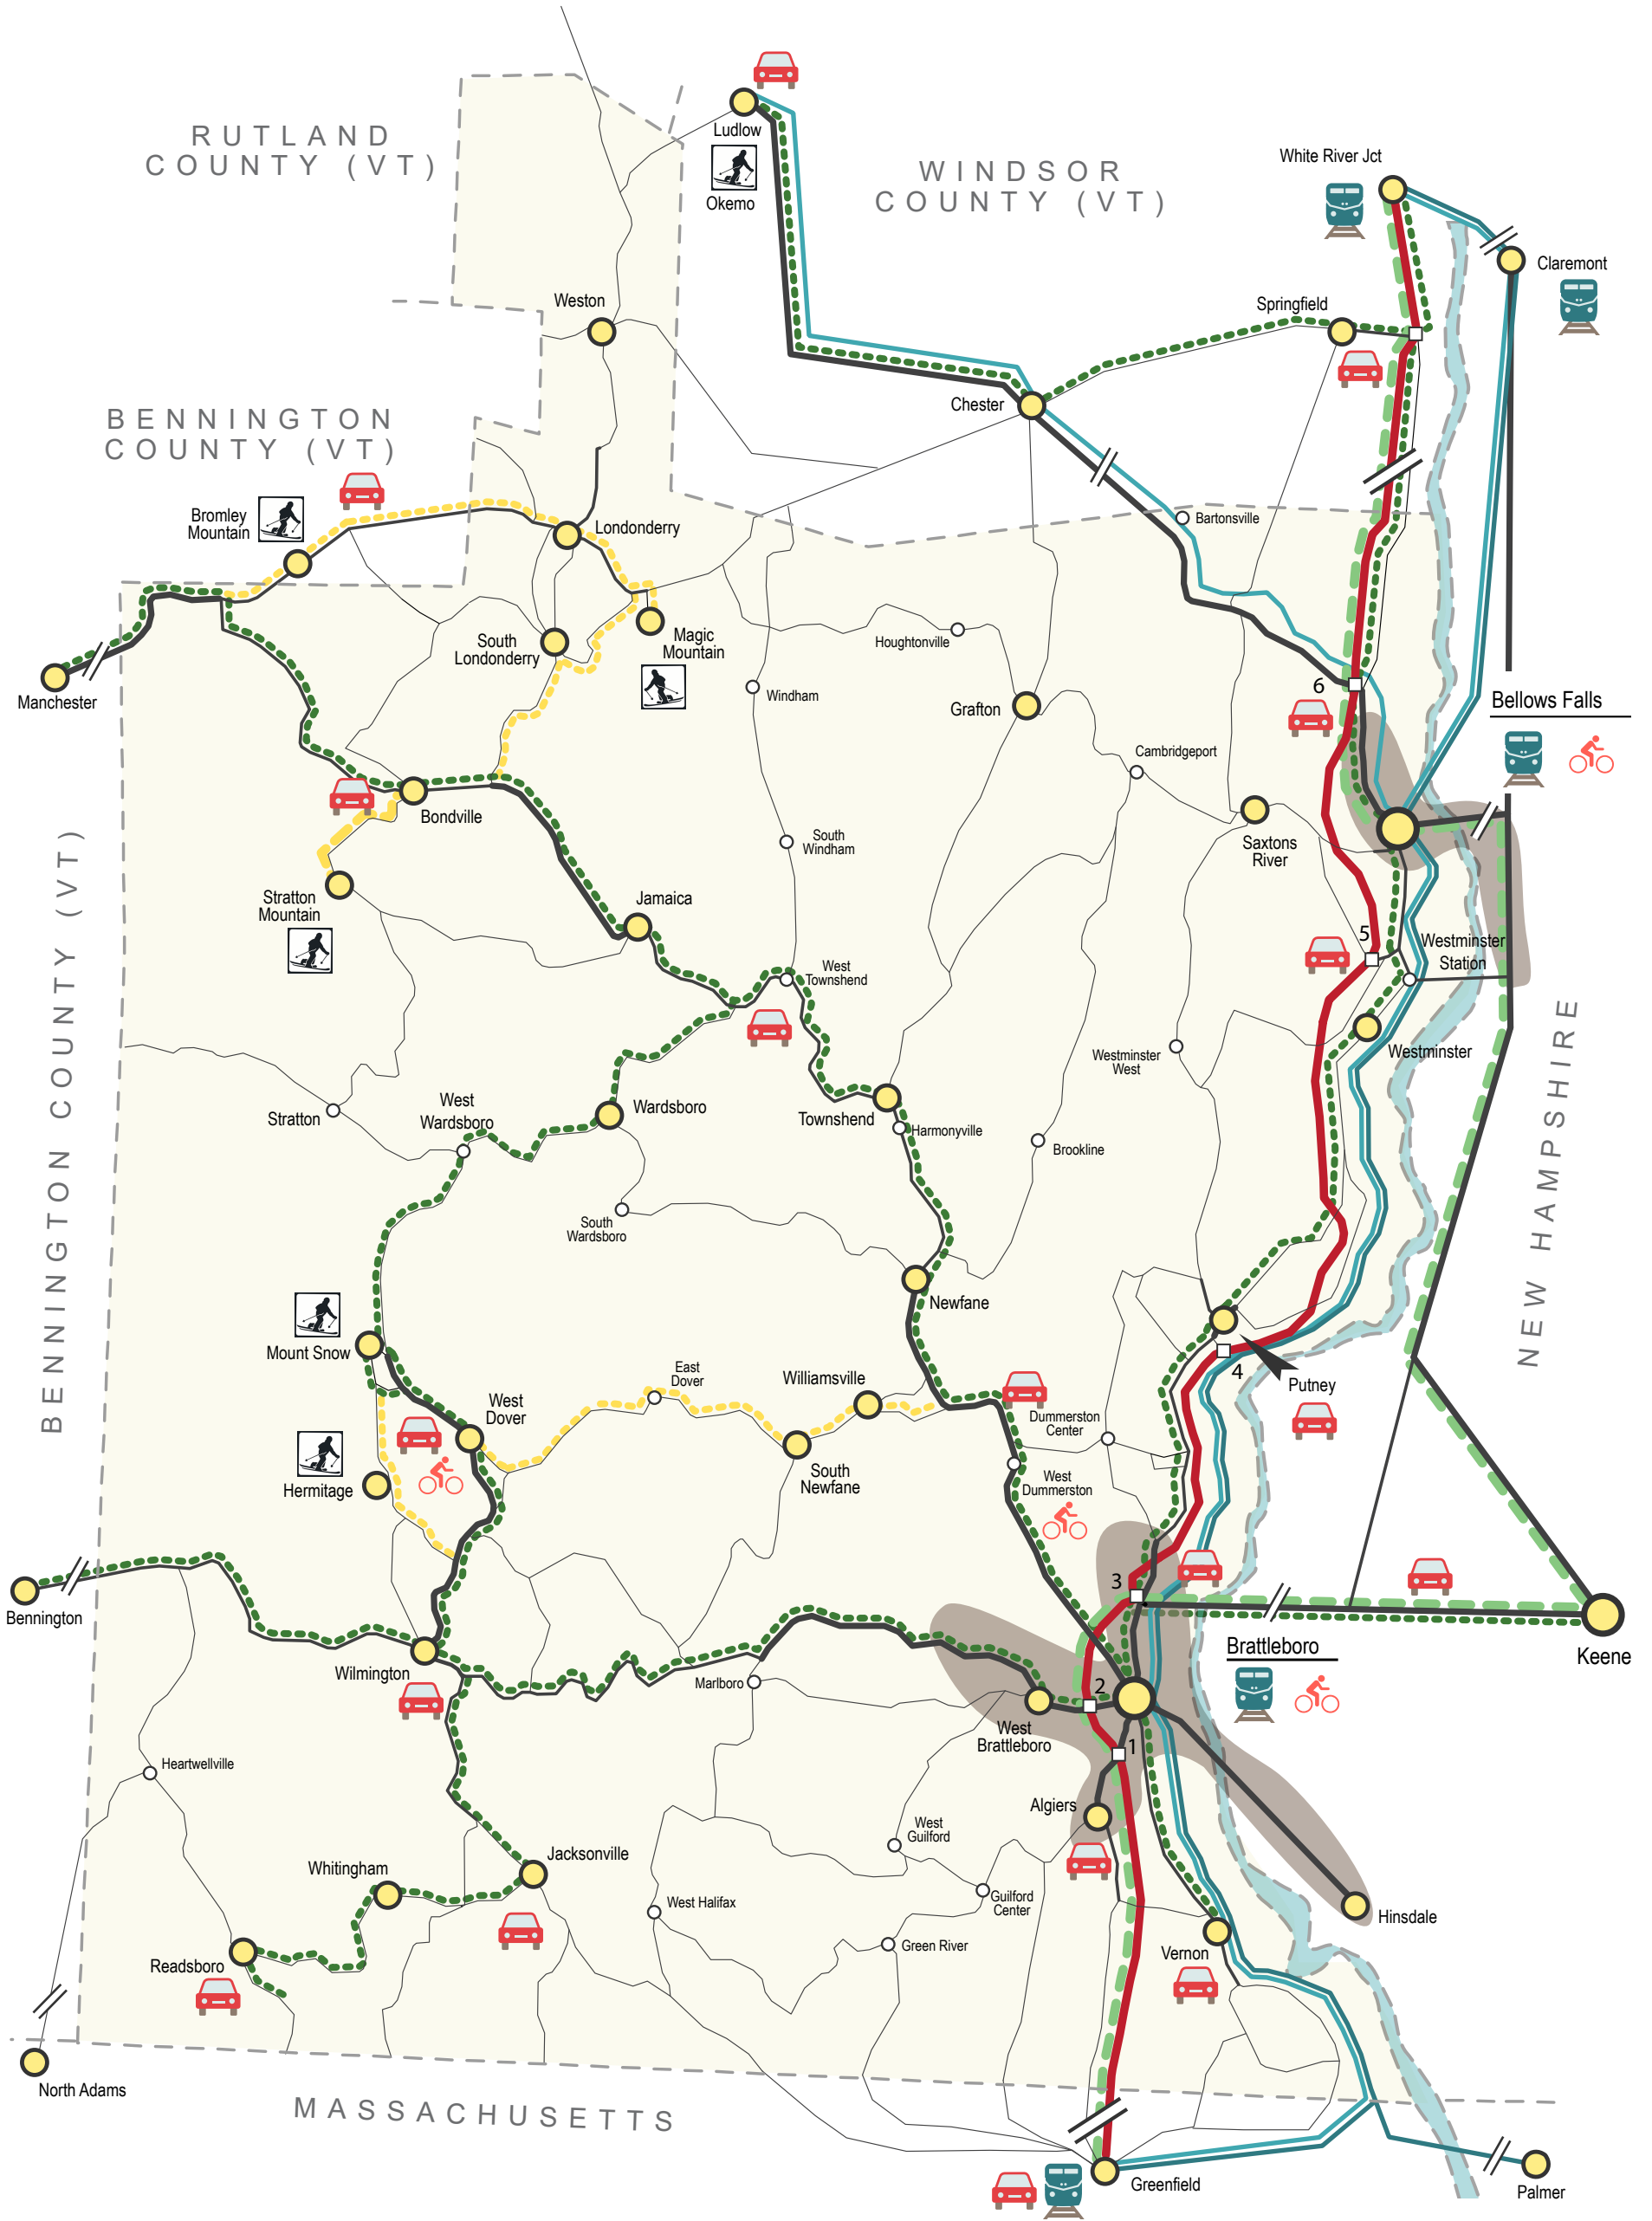 RUTLAND
COUNTY (VT)
Ludlow
Okemo
WINDSOR
COUNTY (VT)
White River Jct
Claremont
Springfield
Weston
Chester
BENNINGTON
COUNTY (VT)
Bromley
Mountain
Londonderry
Bartonsville
South
Londonderry
Magic
Mountain
Houghtonville
Manchester
Windham
Grafton
6
Bellows Falls
Cambridgeport
Bondville
South
Windham
Saxtons
River
Stratton
Mountain
Jamaica
5
Westminster
Station
West
Townshend
Westminster
Westminster
West
BENNINGTON COUNTY (VT)
NEW HAMPSHIRE
Stratton
West
Wardsboro
Wardsboro
Townshend
Harmonyville
Brookline
South
Wardsboro
Newfane
Mount Snow
West
Dover
East
Dover
Williamsville
4
Putney
Dummerston
Center
Hermitage
South
Newfane
West
Dummerston
3
Bennington
Wilmington
Marlboro
2
Brattleboro
Keene
West
Brattleboro
1
Heartwellville
Algiers
West
Guilford
Whitingham
Jacksonville
West Halifax
Guilford
Center
Hinsdale
Green River
Vernon
Readsboro
North Adams
MASSACHUSETTS
Greenfield
Palmer